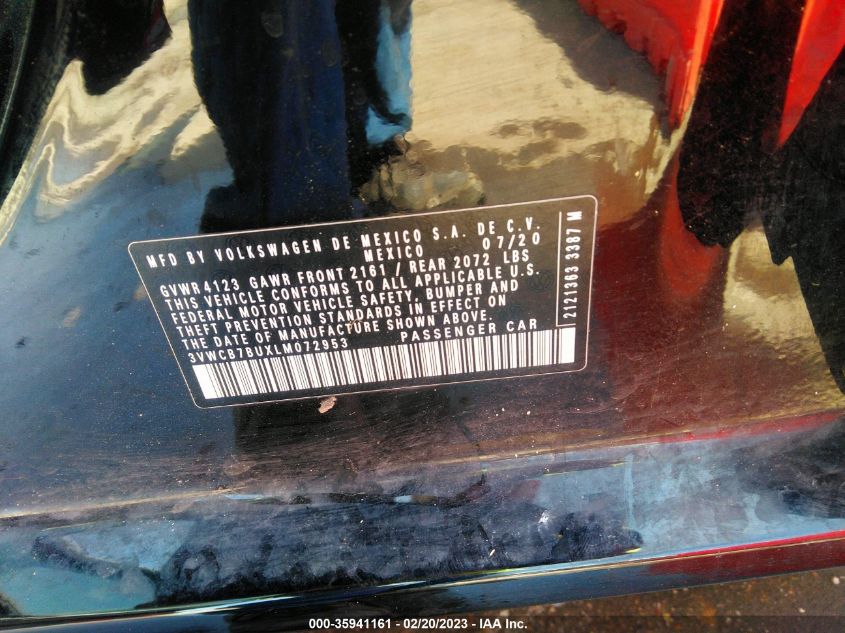 MFD BY VOLKSWAGEN DE MEXICO S.A. DE C.V.
MEXICO 07/20
GVWR 4123 GAWR FRONT 2161 / REAR 2072 LBS
THIS VEHICLE CONFORMS TO ALL APPLICABLE U.S.
FEDERAL MOTOR VEHICLE SAFETY, BUMPER AND
THEFT PREVENTION STANDARDS IN EFFECT ON
THE DATE OF MANUFACTURE SHOWN ABOVE.
3VWCB7BUXLM072953 PASSENGER CAR
2121363 3387 M
000-35941161 - 02/20/2023 - IAA Inc.